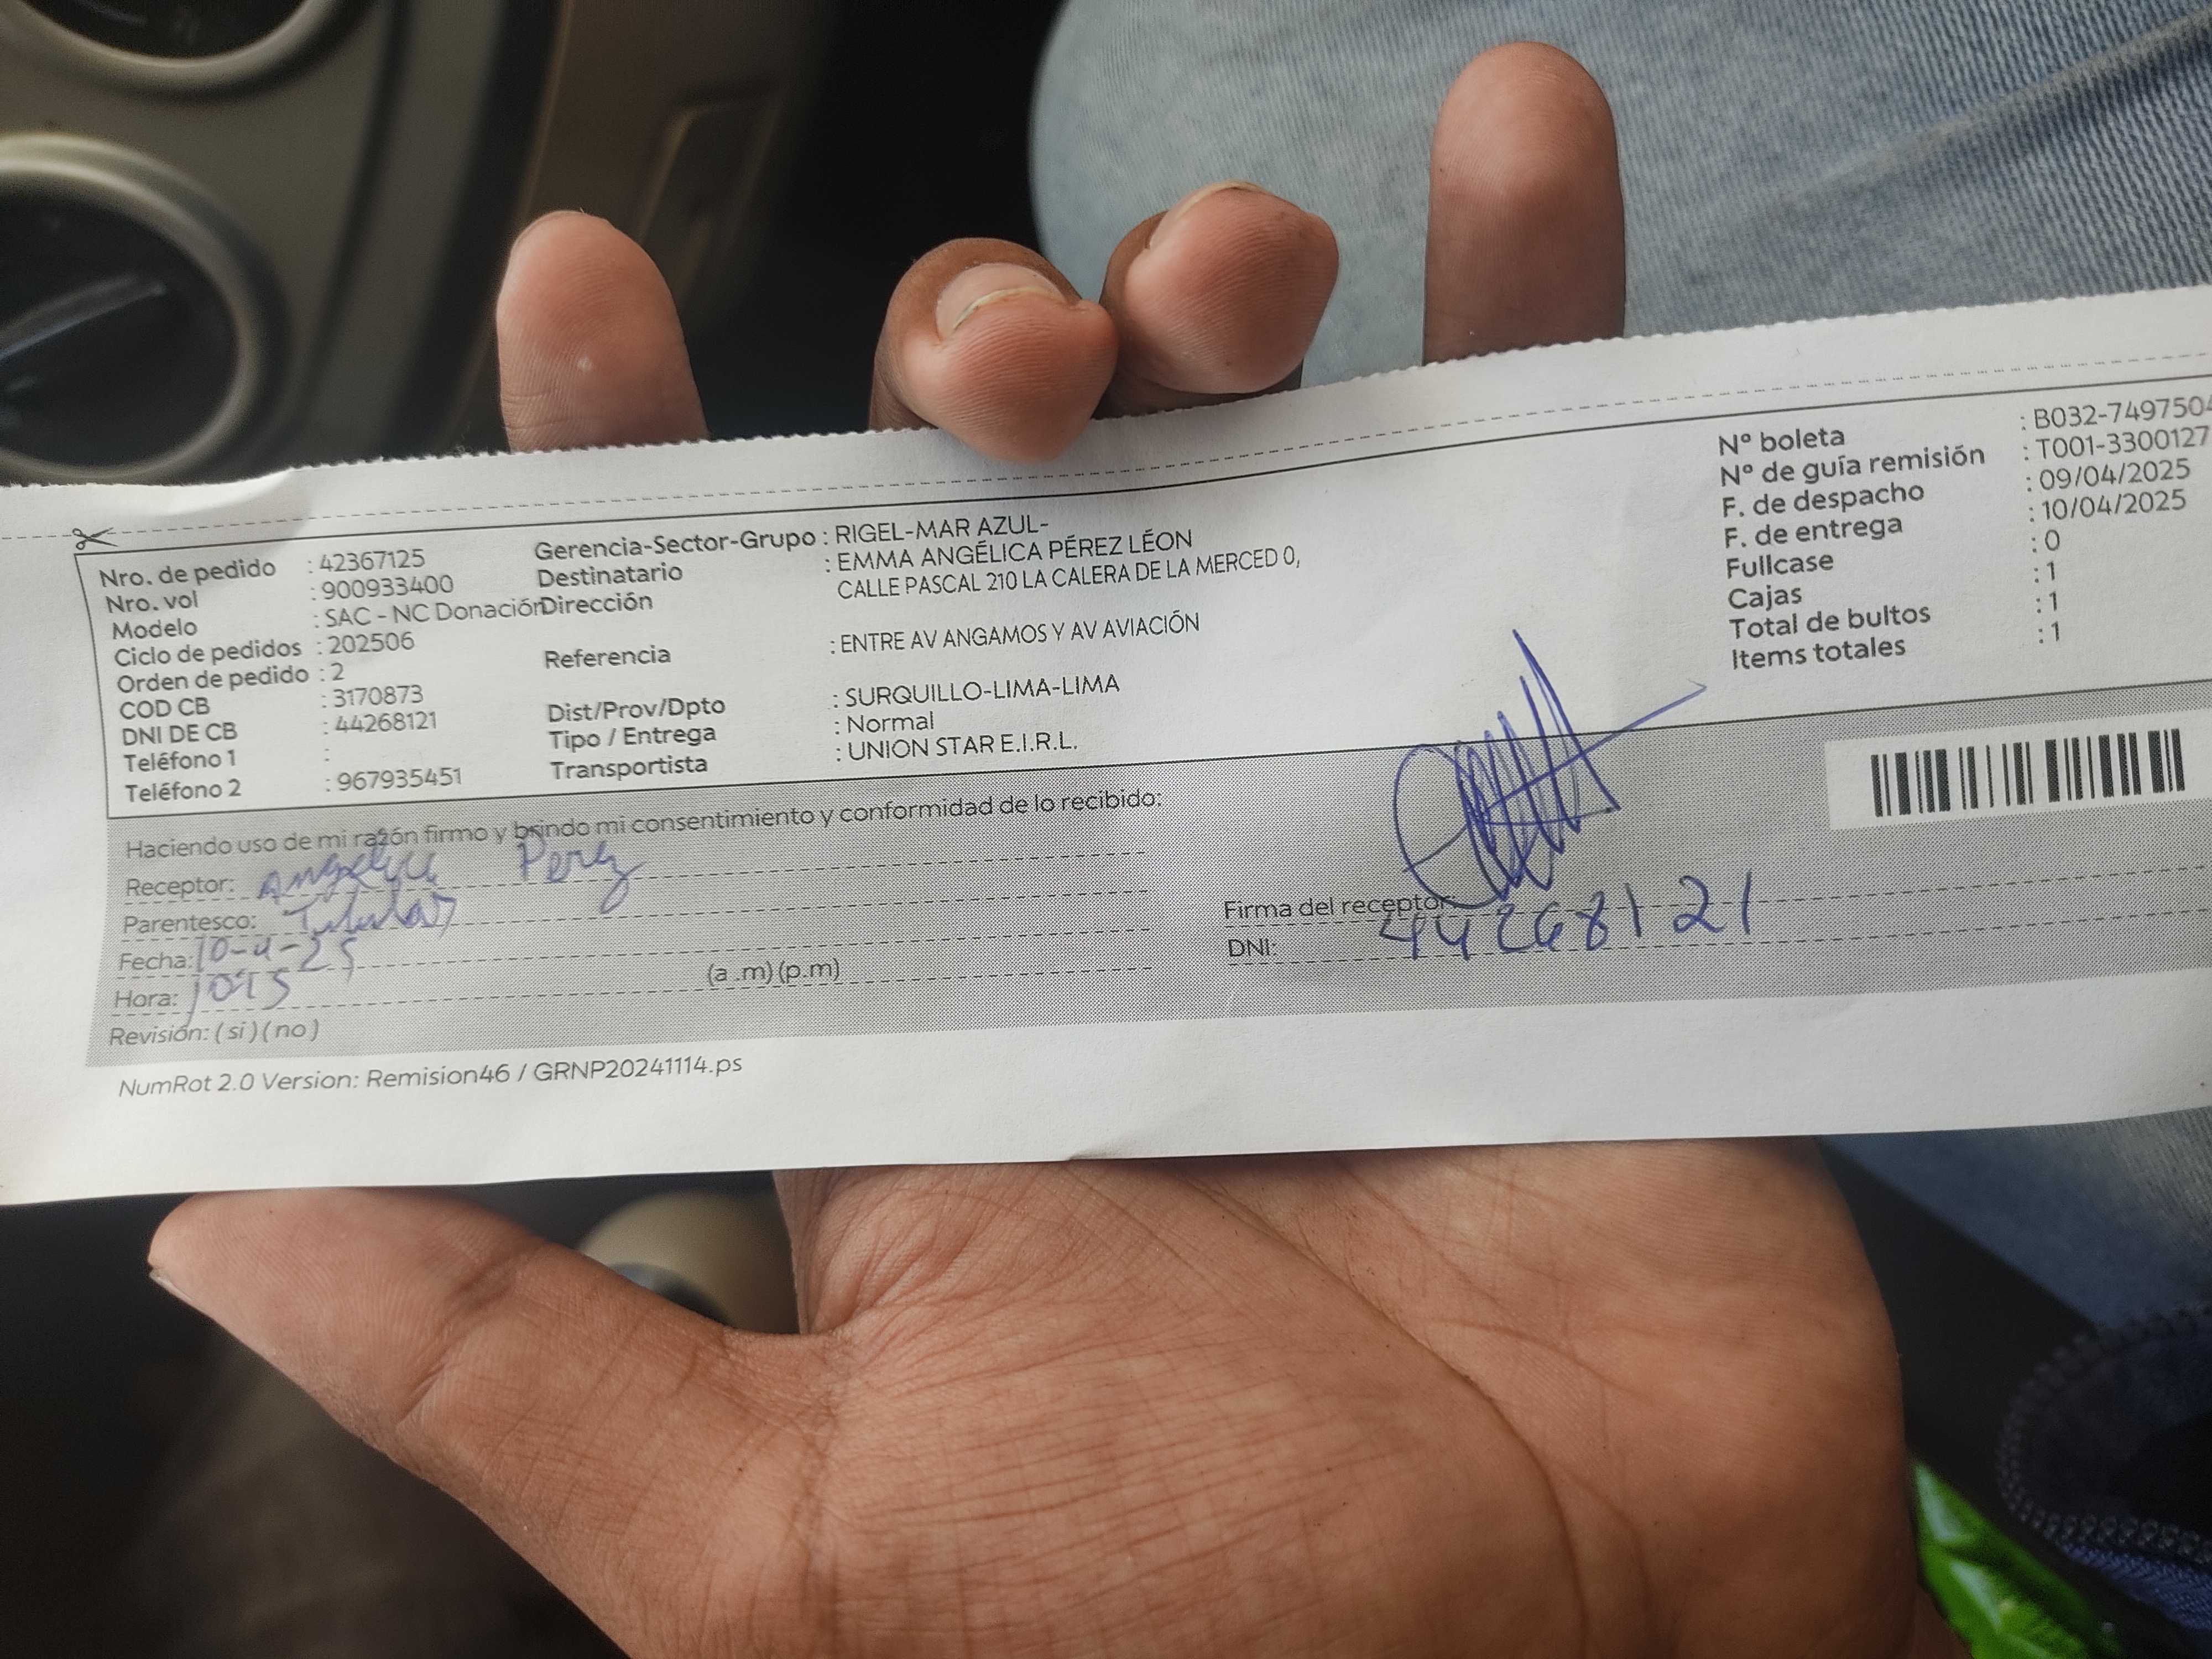 Nro. de pedido : 42367125
Nro. vol : 900933400
Modelo : SAC - NC Donación
Ciclo de pedidos : 202506
Orden de pedido : 2
COD CB : 3170873
DNI DE CB : 44268121
Teléfono 1 :
Teléfono 2 : 967935451
Gerencia-Sector-Grupo : RIGEL-MAR AZUL-
Destinatario : EMMA ANGÉLICA PÉREZ LÉON
Dirección CALLE PASCAL 210 LA CALERA DE LA MERCED 0,
Referencia : ENTRE AV ANGAMOS Y AV AVIACIÓN
Dist/Prov/Dpto : SURQUILLO-LIMA-LIMA
Tipo / Entrega : Normal
Transportista : UNION STAR E.I.R.L.
Nº boleta : B032-7497504
Nº de guía remisión : T001-3300127
F. de despacho : 09/04/2025
F. de entrega : 10/04/2025
Fullcase : 0
Cajas : 1
Total de bultos : 1
Items totales : 1
Haciendo uso de mi razón firmo y brindo mi consentimiento y conformidad de lo recibido:
Receptor: Angelica Perez
Parentesco: Titular
Fecha: 10-4-25
Hora: 10:15 (a .m) (p.m)
Revisión: ( si ) ( no )
Firma del receptor
DNI: 44268121
NumRot 2.0 Version: Remision46 / GRNP20241114.ps